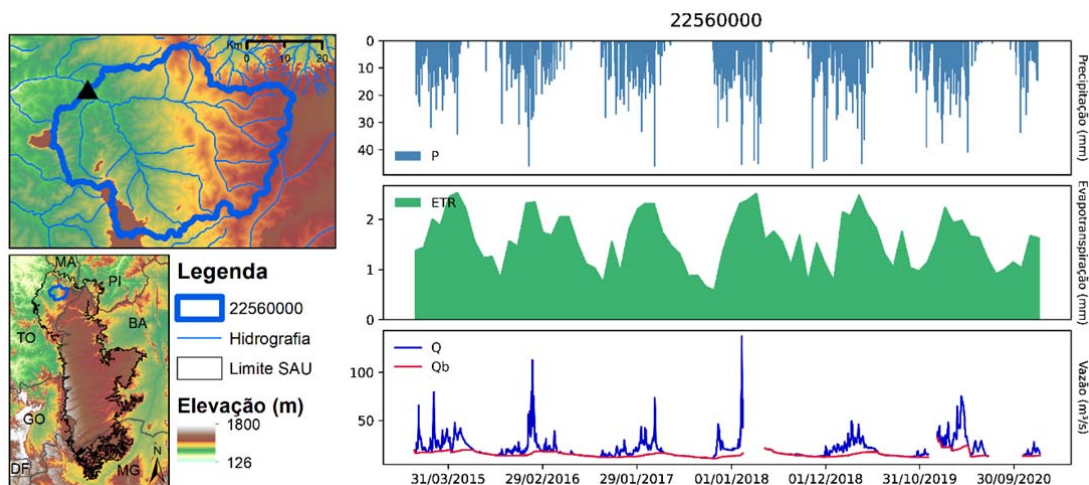 22560000
Km
0 10 20
MA
PI
BA
TO
GO
DF
MG
N
Legenda
22560000
Hidrografia
Limite SAU
Elevação (m)
1800
126
0
10
20
30
40
P
Precipitação (mm)
2
1
0
ETR
Evapotranspiração (mm)
100
50
Q
Qb
Vazão (m³/s)
31/03/2015 29/02/2016 29/01/2017 01/01/2018 01/12/2018 31/10/2019 30/09/2020